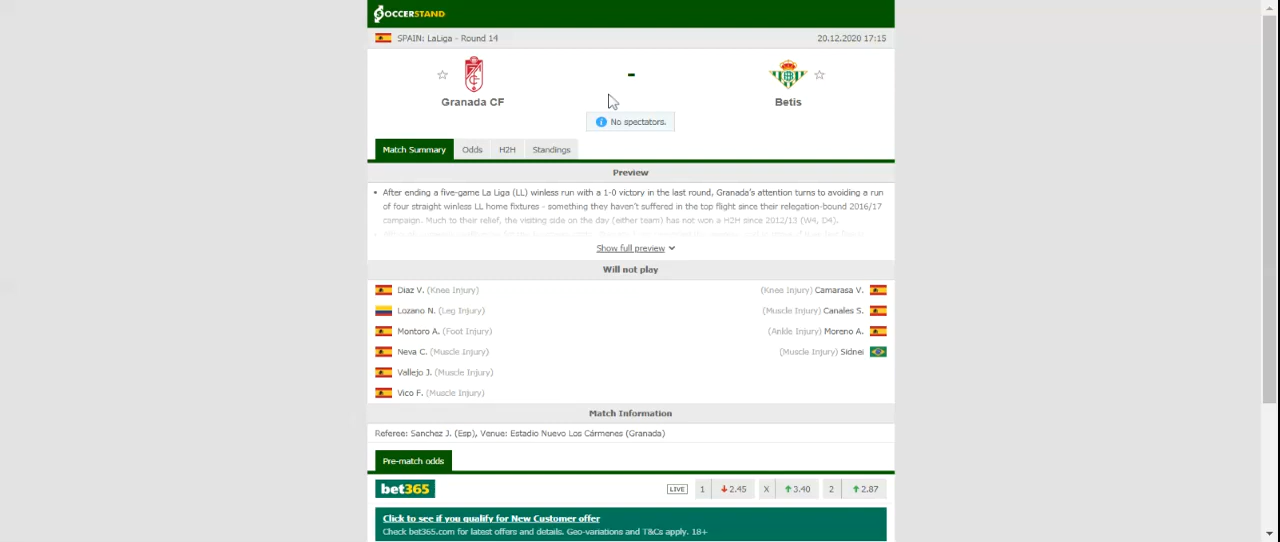 SOCCERSTAND
SPAIN: LaLiga - Round 14 20.12.2020 17:15
-
Granada CF Betis
No spectators.
Match Summary Odds H2H Standings
Preview
After ending a five-game La Liga (LL) winless run with a 1-0 victory in the last round, Granada's attention turns to avoiding a run
of four straight winless LL home fixtures - something they haven't suffered in the top flight since their relegation-bound 2016/17
campaign. Much to their relief, the visiting side on the day (either team) has not won a H2H since 2012/13 (W4, D4).
Show full preview
Will not play
Diaz V. (Knee Injury) (Knee Injury) Camarasa V.
Lozano N. (Leg Injury) (Muscle Injury) Canales S.
Montoro A. (Foot Injury) (Ankle Injury) Moreno A.
Neva C. (Muscle Injury) (Muscle Injury) Sidnei
Vallejo J. (Muscle Injury)
Vico F. (Muscle Injury)
Match Information
Referee: Sanchez J. (Esp), Venue: Estadio Nuevo Los Cármenes (Granada)
Pre-match odds
bet365 LIVE 1 2.45 X 3.40 2 2.87
Click to see if you qualify for New Customer offer
Check bet365.com for latest offers and details. Geo-variations and T&Cs apply. 18+